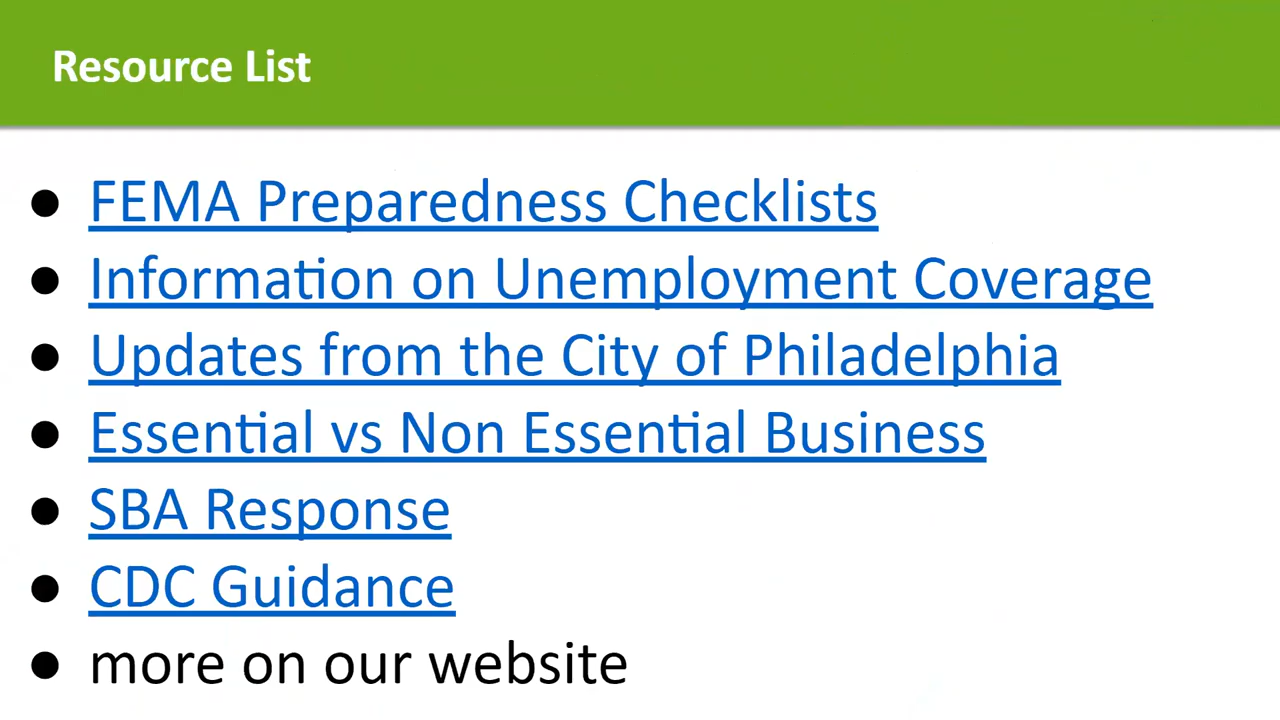 Resource List
● FEMA Preparedness Checklists
● Information on Unemployment Coverage
● Updates from the City of Philadelphia
● Essential vs Non Essential Business
● SBA Response
● CDC Guidance
● more on our website